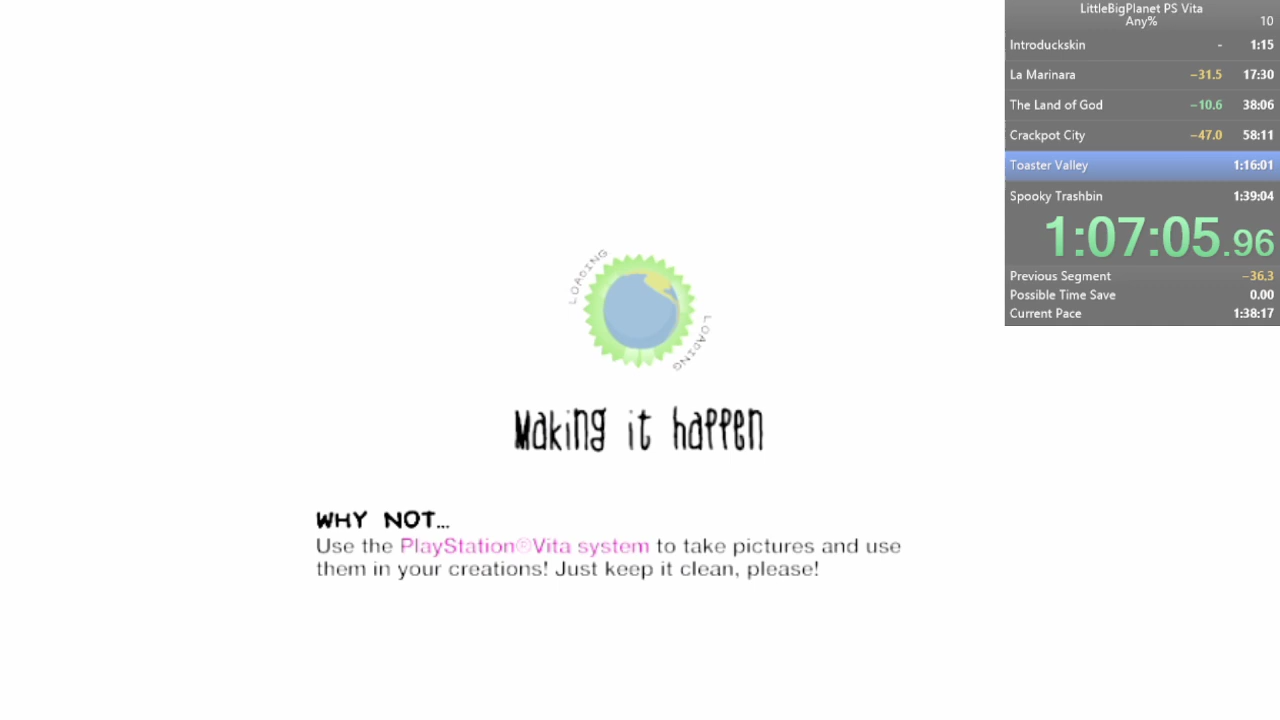 LittleBigPlanet PS Vita
Any% 10
Introduckskin - 1:15
La Marinara −31.5 17:30
The Land of God −10.6 38:06
Crackpot City −47.0 58:11
Toaster Valley 1:16:01
Spooky Trashbin 1:39:04
1:07:05.96
Previous Segment −36.3
Possible Time Save 0.00
Current Pace 1:38:17
LOADING
LOADING
Making it happen
WHY NOT...
Use the PlayStation®Vita system to take pictures and use
them in your creations! Just keep it clean, please!